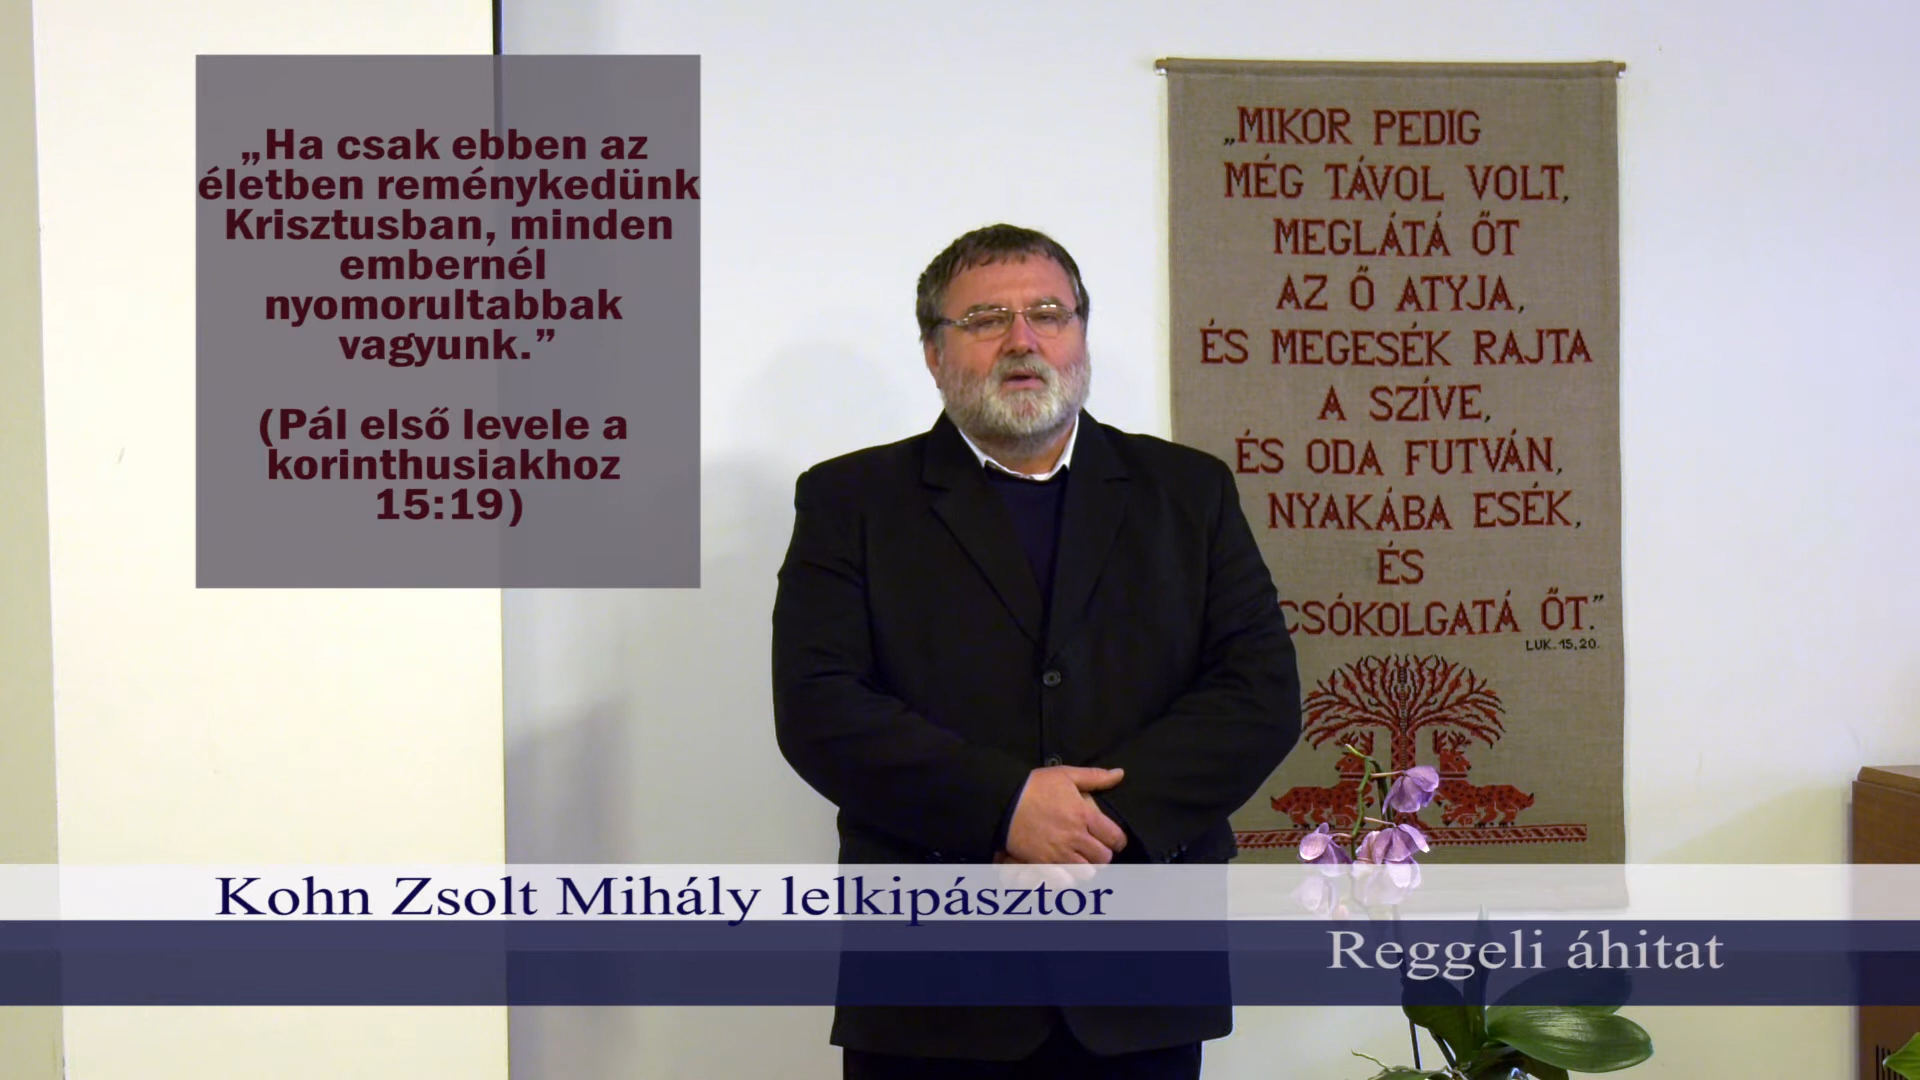 „Ha csak ebben az
életben reménykedünk
Krisztusban, minden
embernél
nyomorultabbak
vagyunk.”
(Pál első levele a
korinthusiakhoz
15:19)
„MIKOR PEDIG
MÉG TÁVOL VOLT,
MEGLÁTÁ ŐT
AZ Ő ATYJA,
ÉS MEGESÉK RAJTA
A SZÍVE,
ÉS ODA FUTVÁN,
NYAKÁBA ESÉK,
ÉS
CSÓKOLGATÁ ŐT.”
LUK. 15,20.
Kohn Zsolt Mihály lelkipásztor
Reggeli áhitat